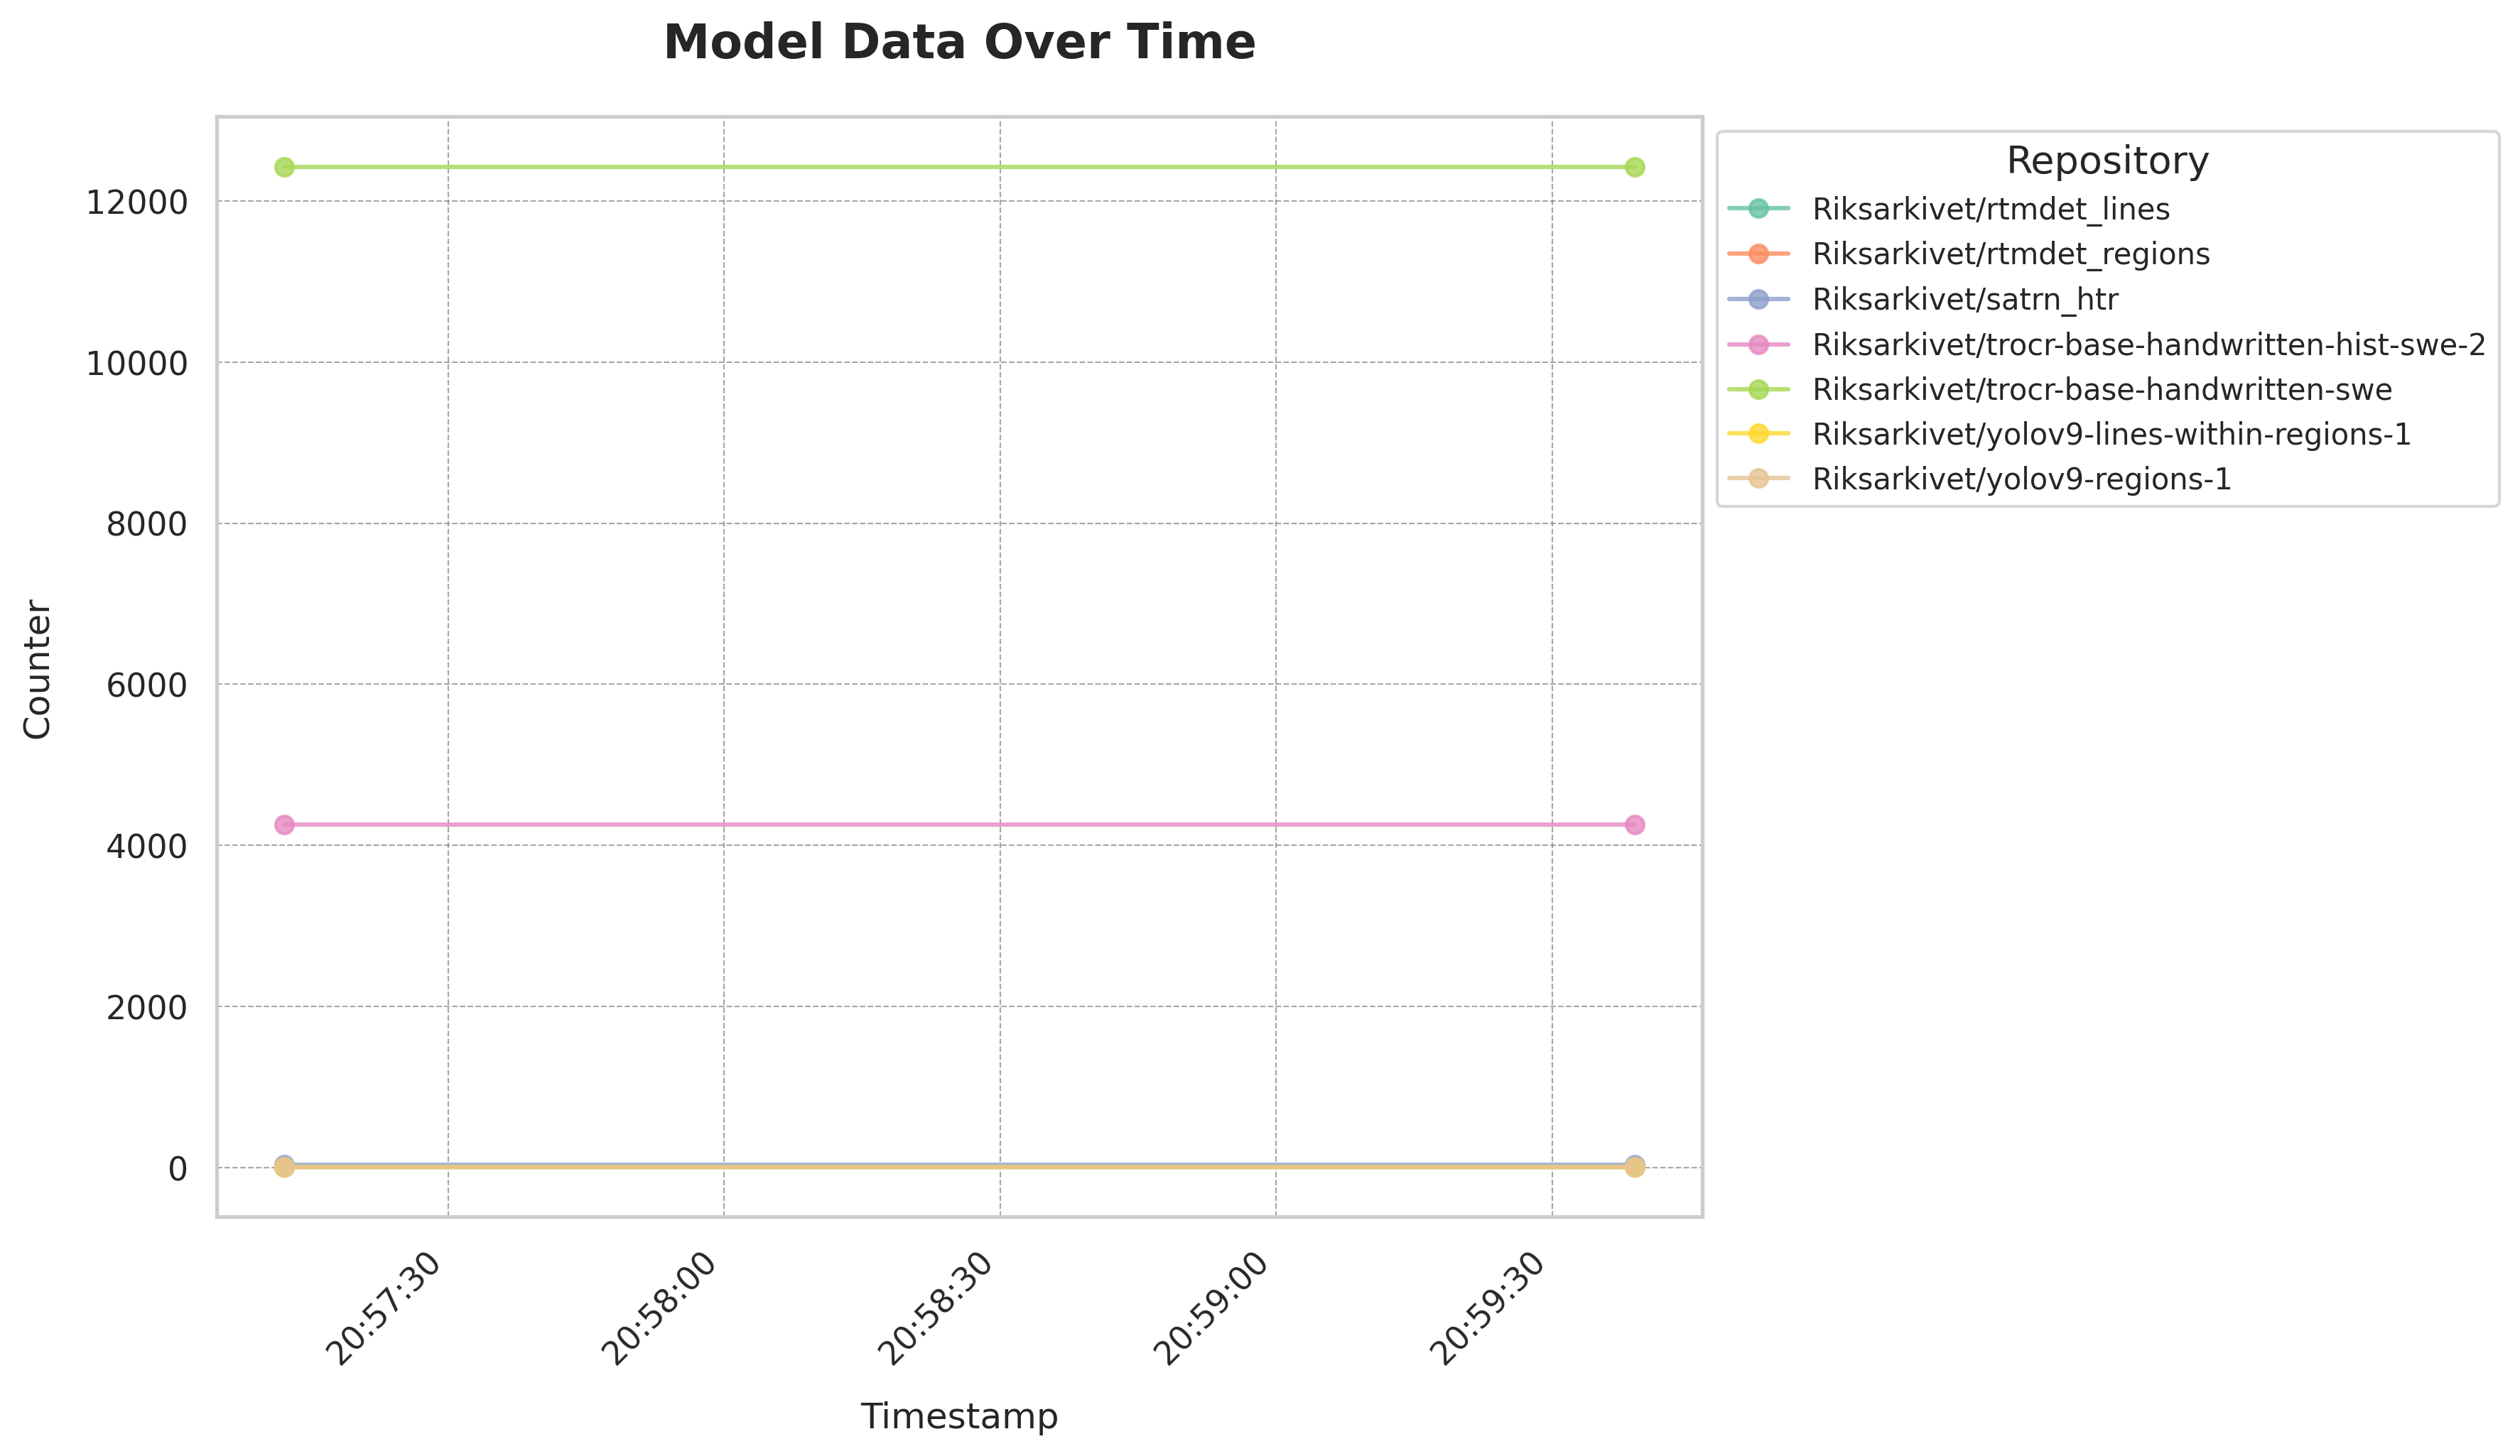 Model Data Over Time
Repository
Riksarkivet/rtmdet_lines
Riksarkivet/rtmdet_regions
Riksarkivet/satrn_htr
Riksarkivet/trocr-base-handwritten-hist-swe-2
Riksarkivet/trocr-base-handwritten-swe
Riksarkivet/yolov9-lines-within-regions-1
Riksarkivet/yolov9-regions-1
Counter
12000
10000
8000
6000
4000
2000
0
20:57:30
20:58:00
20:58:30
20:59:00
20:59:30
Timestamp